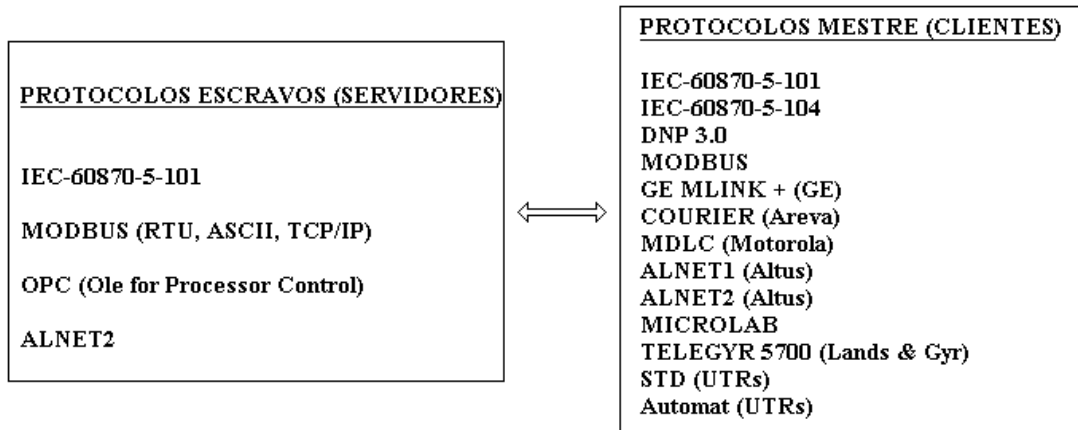 PROTOCOLOS ESCRAVOS (SERVIDORES)
IEC-60870-5-101
MODBUS (RTU, ASCII, TCP/IP)
OPC (Ole for Processor Control)
ALNET2
PROTOCOLOS MESTRE (CLIENTES)
IEC-60870-5-101
IEC-60870-5-104
DNP 3.0
MODBUS
GE MLINK + (GE)
COURIER (Areva)
MDLC (Motorola)
ALNET1 (Altus)
ALNET2 (Altus)
MICROLAB
TELEGYR 5700 (Lands & Gyr)
STD (UTRs)
Automat (UTRs)